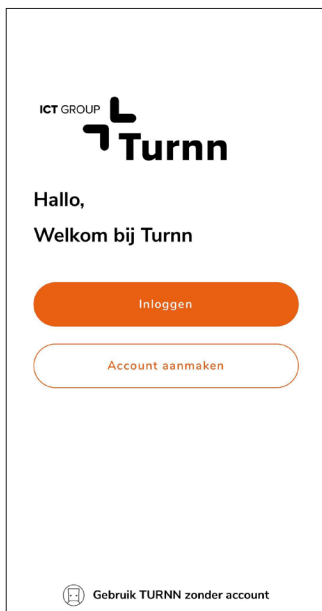 ICT GROUP
Turnn
Hallo,
Welkom bij Turnn
Inloggen
Account aanmaken
Gebruik TURNN zonder account